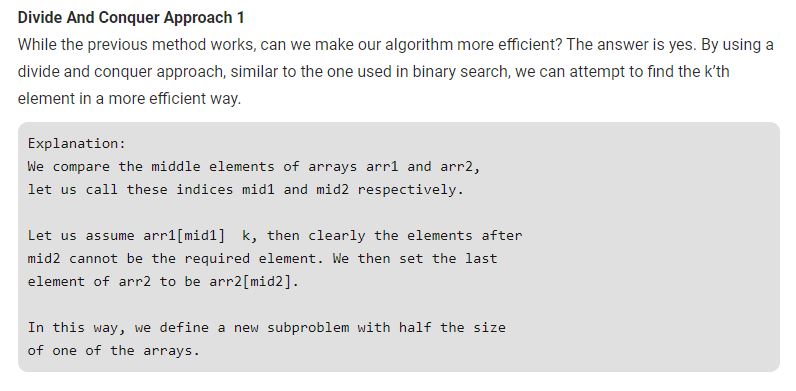 Divide And Conquer Approach 1
While the previous method works, can we make our algorithm more efficient? The answer is yes. By using a
divide and conquer approach, similar to the one used in binary search, we can attempt to find the k’th
element in a more efficient way.
Explanation:
We compare the middle elements of arrays arr1 and arr2,
let us call these indices mid1 and mid2 respectively.
Let us assume arr1[mid1]  k, then clearly the elements after
mid2 cannot be the required element. We then set the last
element of arr2 to be arr2[mid2].
In this way, we define a new subproblem with half the size
of one of the arrays.